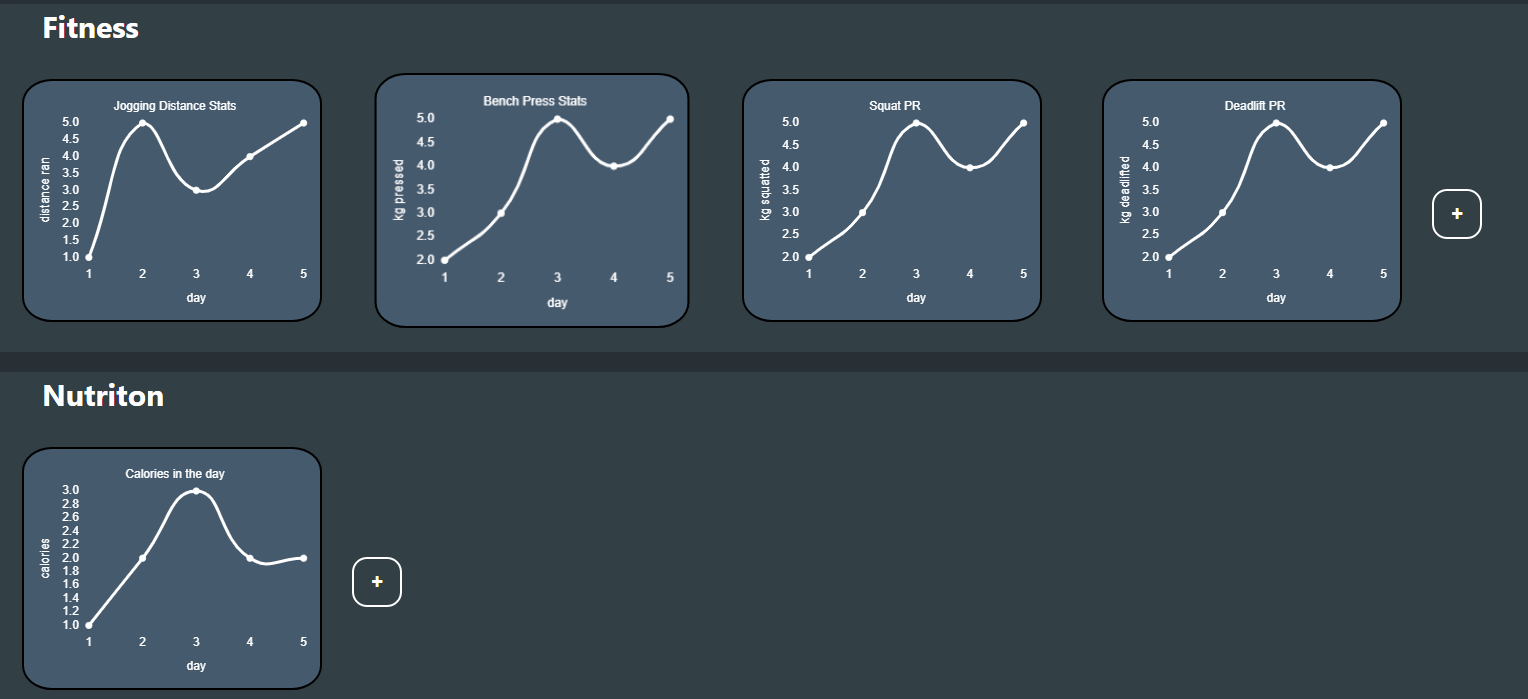 Fitness
Jogging Distance Stats
5.0
4.5
4.0
3.5
3.0
2.5
2.0
1.5
1.0
distance ran
1 2 3 4 5
day
Bench Press Stats
5.0
4.5
4.0
3.5
3.0
2.5
2.0
kg pressed
1 2 3 4 5
day
Squat PR
5.0
4.5
4.0
3.5
3.0
2.5
2.0
kg squatted
1 2 3 4 5
day
Deadlift PR
5.0
4.5
4.0
3.5
3.0
2.5
2.0
kg deadlifted
1 2 3 4 5
day
+
Nutriton
Calories in the day
3.0
2.8
2.6
2.4
2.2
2.0
1.8
1.6
1.4
1.2
1.0
calories
1 2 3 4 5
day
+